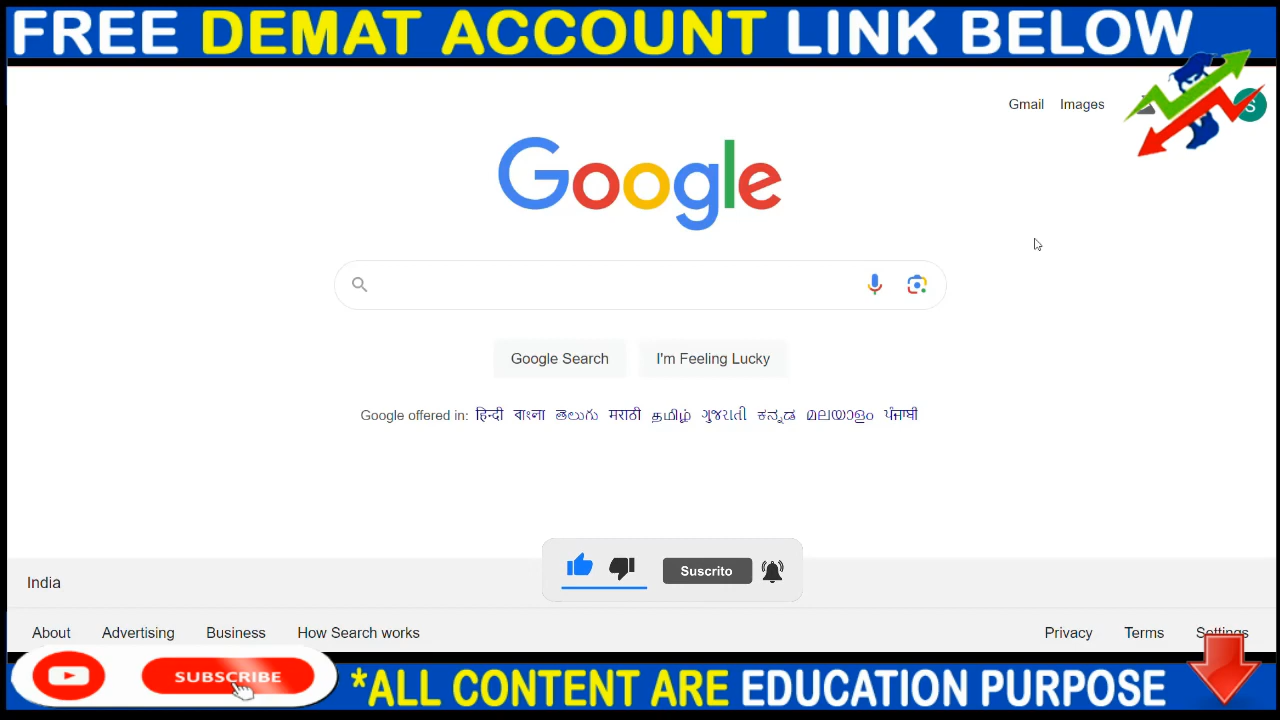 FREE DEMAT ACCOUNT LINK BELOW
Gmail Images
S
Google
Google Search I'm Feeling Lucky
Google offered in: हिन्दी বাংলা తెలుగు मराठी தமிழ் ગુજરાતી ಕನ್ನಡ മലയാളം ਪੰਜਾਬੀ
Suscrito
India
About Advertising Business How Search works Privacy Terms Settings
SUBSCRIBE
*ALL CONTENT ARE EDUCATION PURPOSE